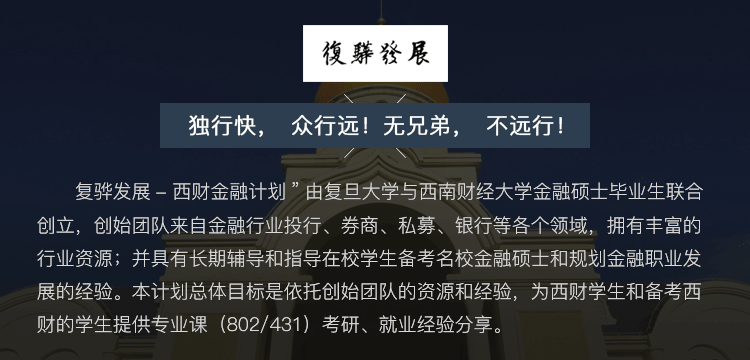 復驊發展
独行快， 众行远！无兄弟， 不远行！
复骅发展 – 西财金融计划 ” 由复旦大学与西南财经大学金融硕士毕业生联合
创立，创始团队来自金融行业投行、券商、私募、银行等各个领域，拥有丰富的
行业资源；并具有长期辅导和指导在校学生备考名校金融硕士和规划金融职业发
展的经验。本计划总体目标是依托创始团队的资源和经验，为西财学生和备考西
财的学生提供专业课（802/431）考研、就业经验分享。